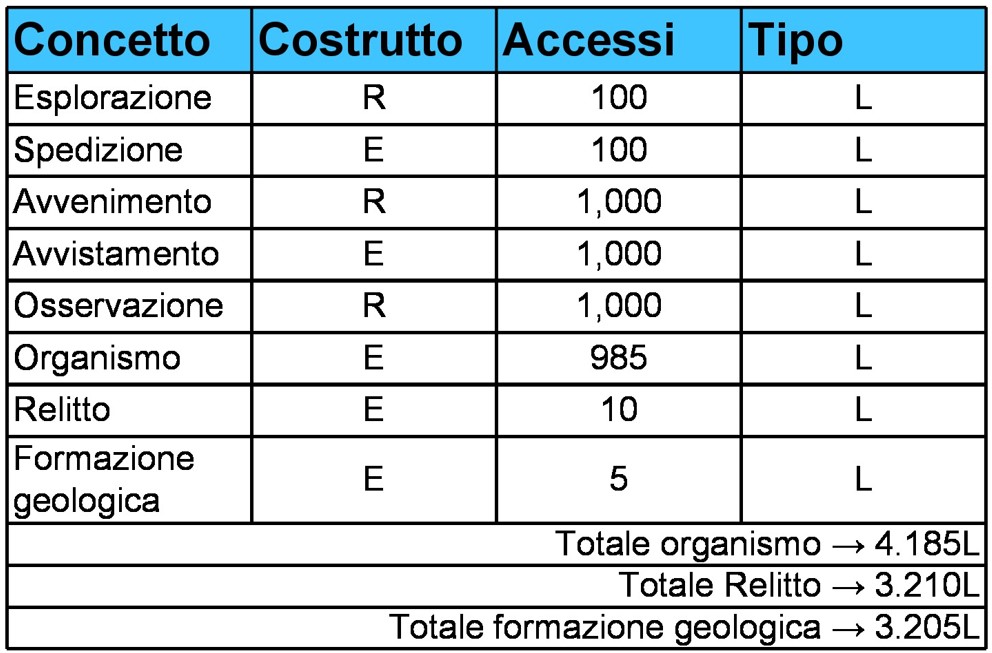 Concetto Costrutto Accessi Tipo
Esplorazione R 100 L
Spedizione E 100 L
Avvenimento R 1,000 L
Avvistamento E 1,000 L
Osservazione R 1,000 L
Organismo E 985 L
Relitto E 10 L
Formazione
geologica E 5 L
Totale organismo → 4.185L
Totale Relitto → 3.210L
Totale formazione geologica → 3.205L